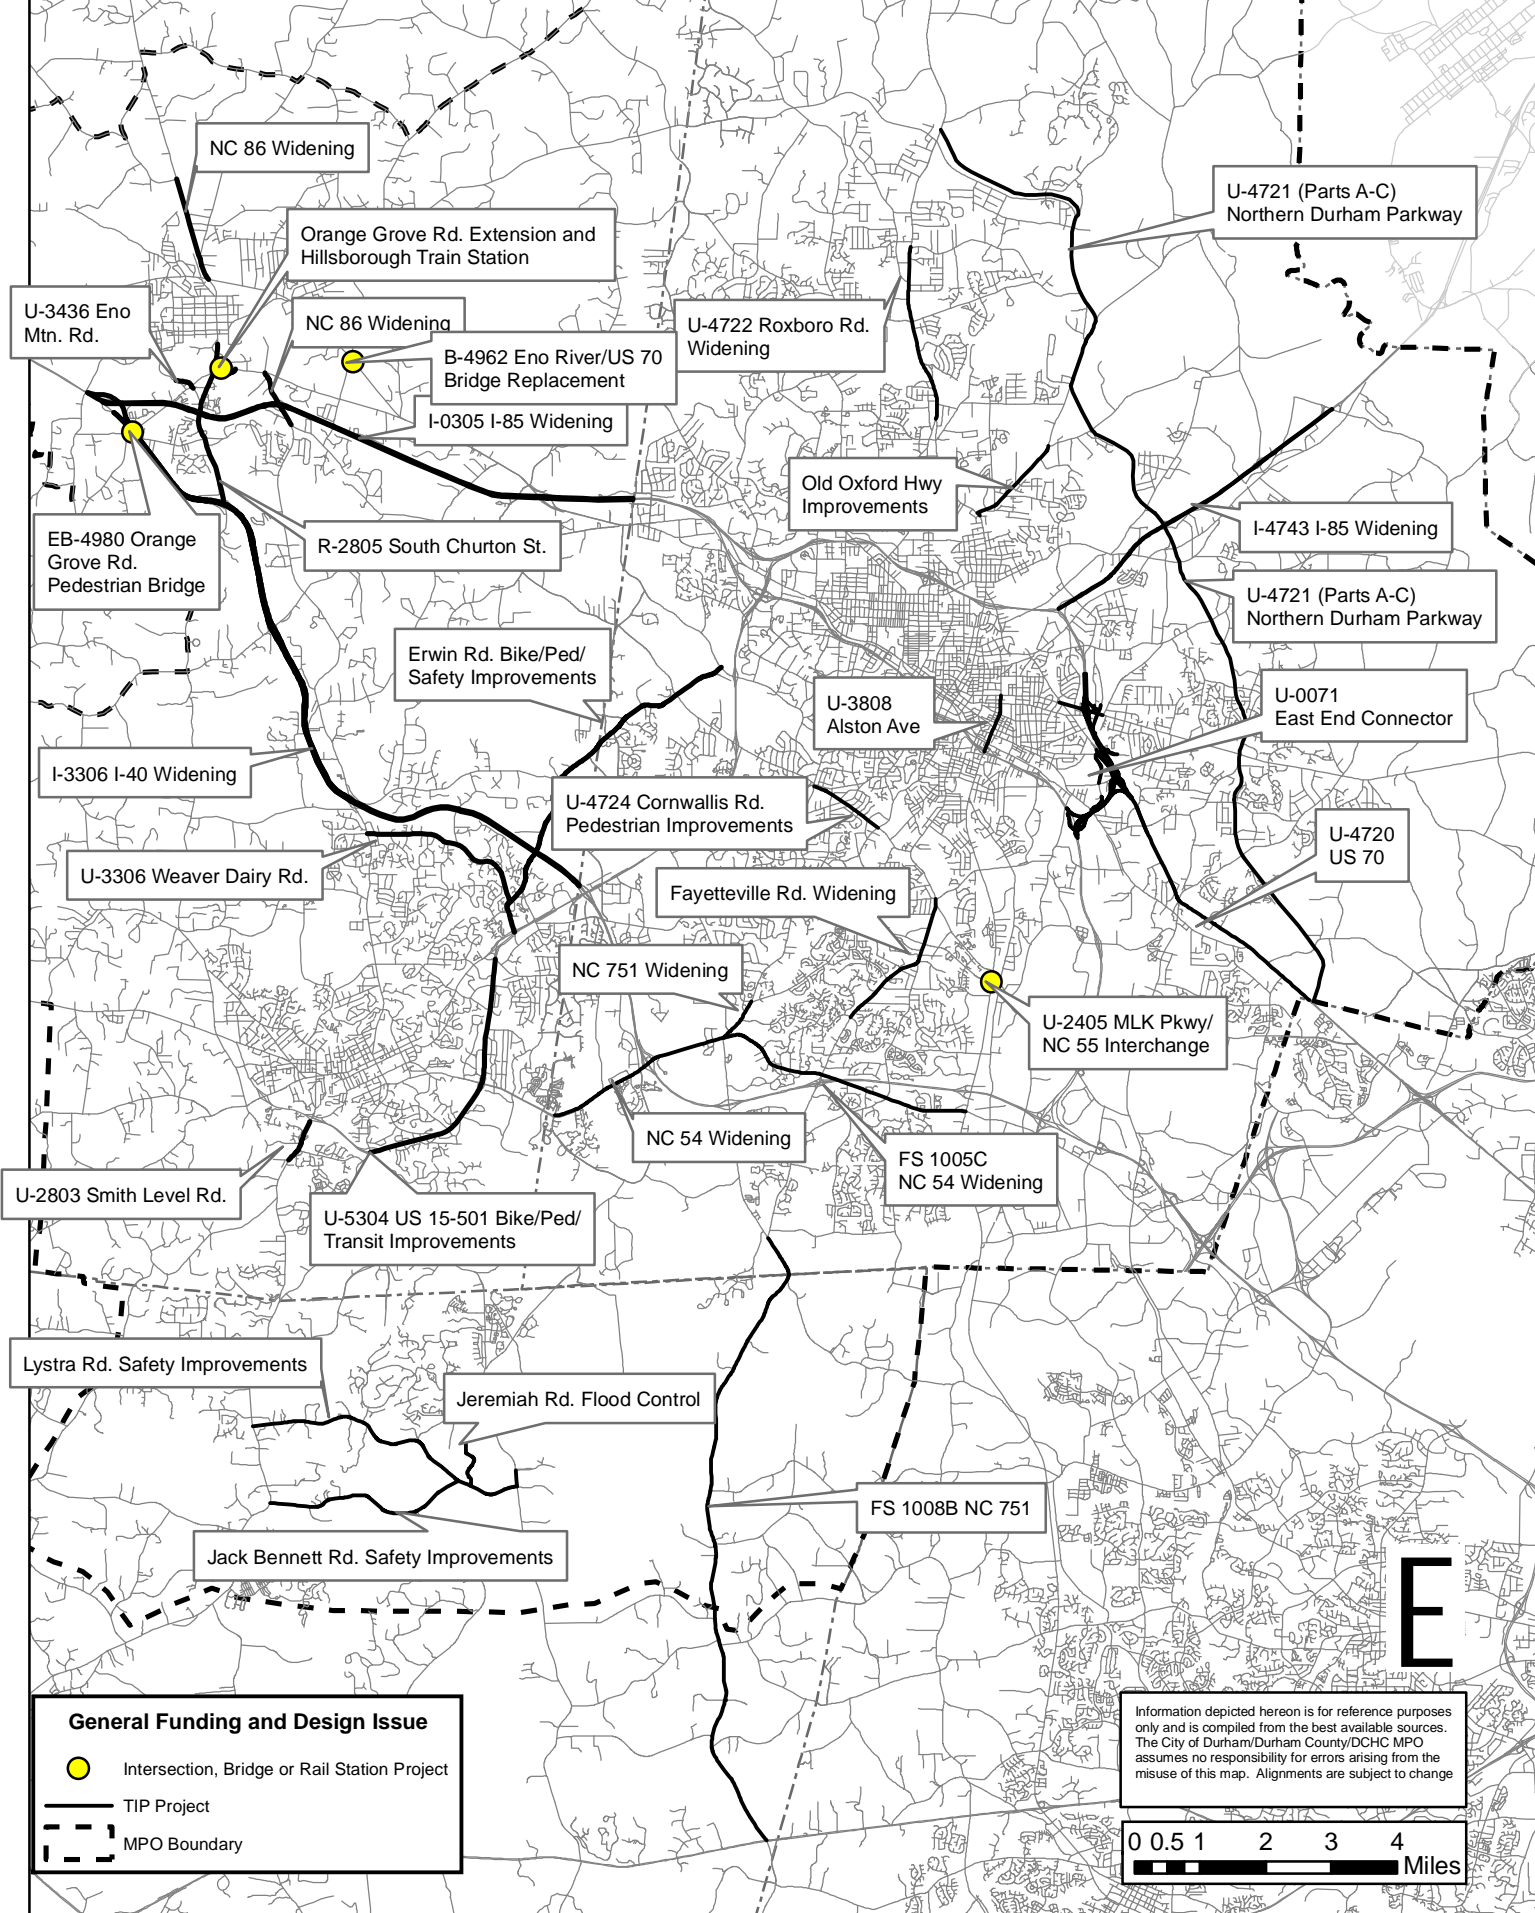 NC 86 Widening
U-4721 (Parts A-C)
Northern Durham Parkway
Orange Grove Rd. Extension and
Hillsborough Train Station
U-3436 Eno
Mtn. Rd.
NC 86 Widening
U-4722 Roxboro Rd.
Widening
B-4962 Eno River/US 70
Bridge Replacement
I-0305 I-85 Widening
Old Oxford Hwy
Improvements
I-4743 I-85 Widening
EB-4980 Orange
Grove Rd.
Pedestrian Bridge
R-2805 South Churton St.
U-4721 (Parts A-C)
Northern Durham Parkway
Erwin Rd. Bike/Ped/
Safety Improvements
U-3808
Alston Ave
U-0071
East End Connector
I-3306 I-40 Widening
U-4724 Cornwallis Rd.
Pedestrian Improvements
U-4720
US 70
U-3306 Weaver Dairy Rd.
Fayetteville Rd. Widening
NC 751 Widening
U-2405 MLK Pkwy/
NC 55 Interchange
NC 54 Widening
FS 1005C
NC 54 Widening
U-2803 Smith Level Rd.
U-5304 US 15-501 Bike/Ped/
Transit Improvements
Lystra Rd. Safety Improvements
Jeremiah Rd. Flood Control
FS 1008B NC 751
Jack Bennett Rd. Safety Improvements
E
General Funding and Design Issue
Intersection, Bridge or Rail Station Project
TIP Project
MPO Boundary
Information depicted hereon is for reference purposes
only and is compiled from the best available sources.
The City of Durham/Durham County/DCHC MPO
assumes no responsibility for errors arising from the
misuse of this map.  Alignments are subject to change
0 0.5 1 2 3 4
Miles